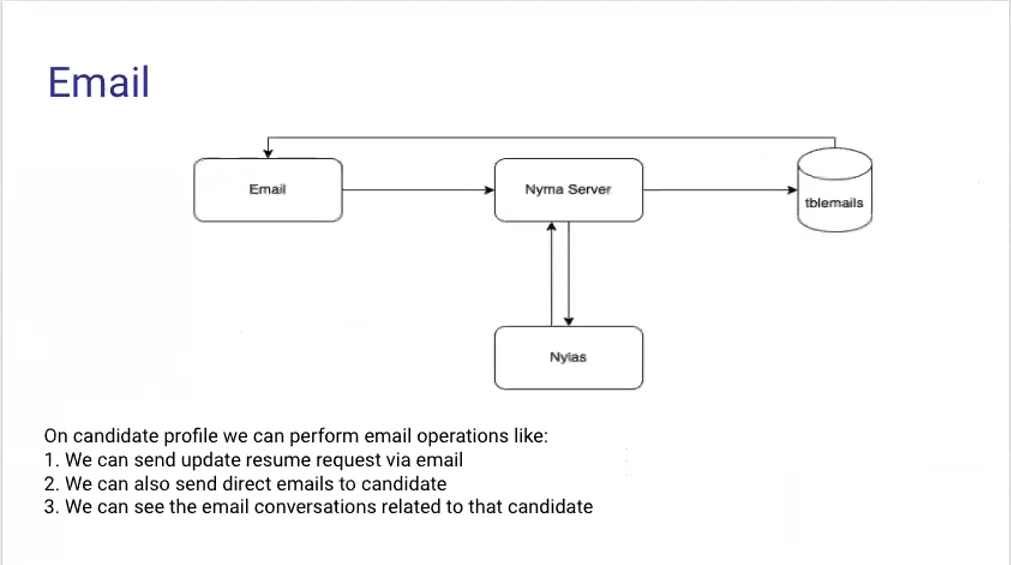 Email
Email
Nyma Server
tblemails
Nylas
On candidate profile we can perform email operations like:
1. We can send update resume request via email
2. We can also send direct emails to candidate
3. We can see the email conversations related to that candidate